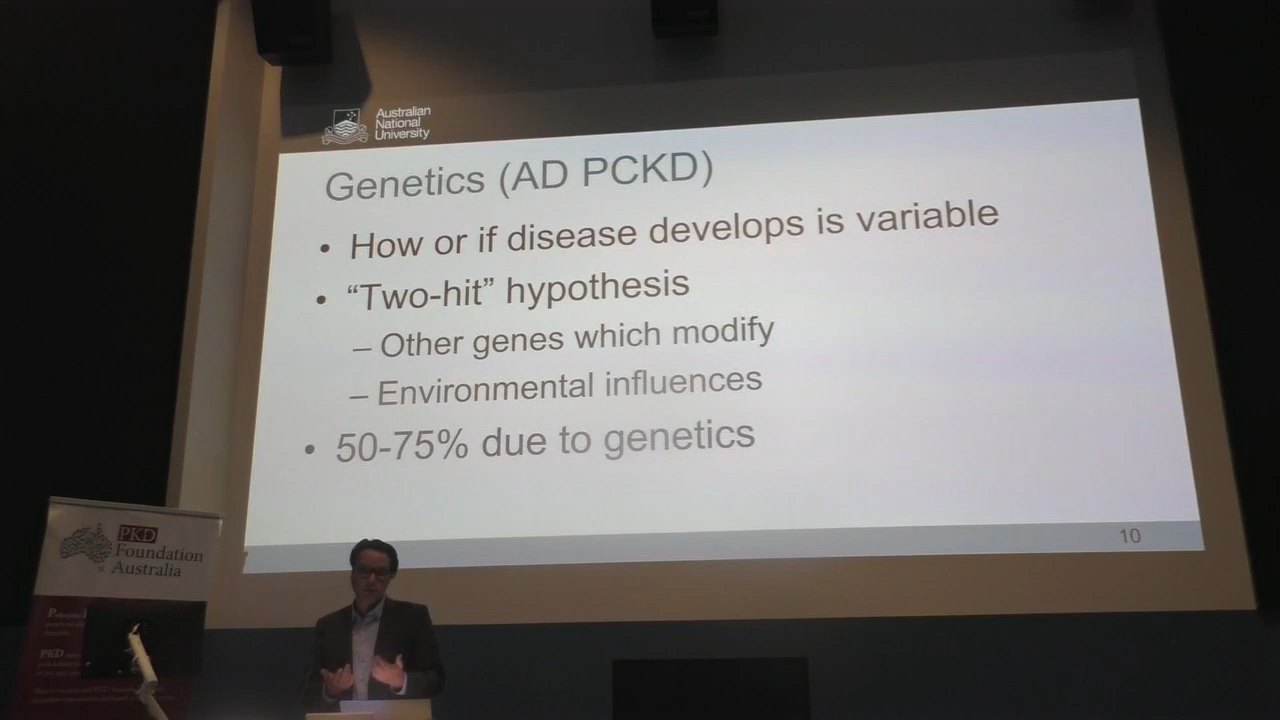 Australian
National
University
Genetics (AD PCKD)
• How or if disease develops is variable
• “Two-hit” hypothesis
– Other genes which modify
– Environmental influences
• 50-75% due to genetics
10
PKD
Foundation
Australia
PKD